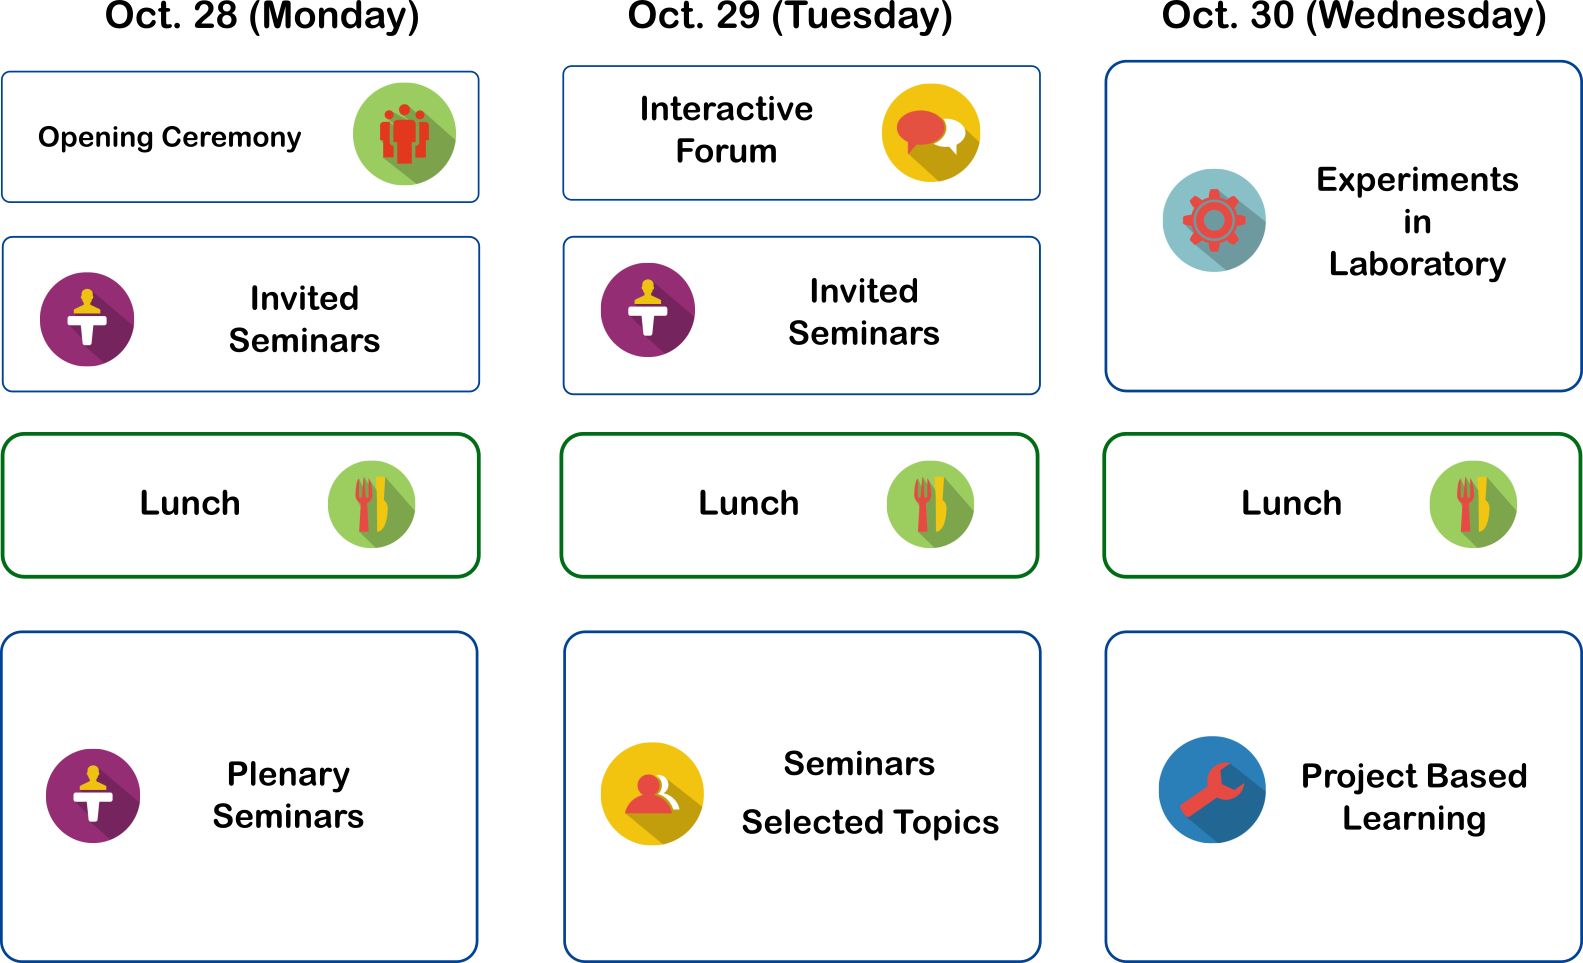 Oct. 28 (Monday)
Opening Ceremony
Invited
Seminars
Lunch
Plenary
Seminars
Oct. 29 (Tuesday)
Interactive
Forum
Invited
Seminars
Lunch
Seminars
Selected Topics
Oct. 30 (Wednesday)
Experiments
in
Laboratory
Lunch
Project Based
Learning